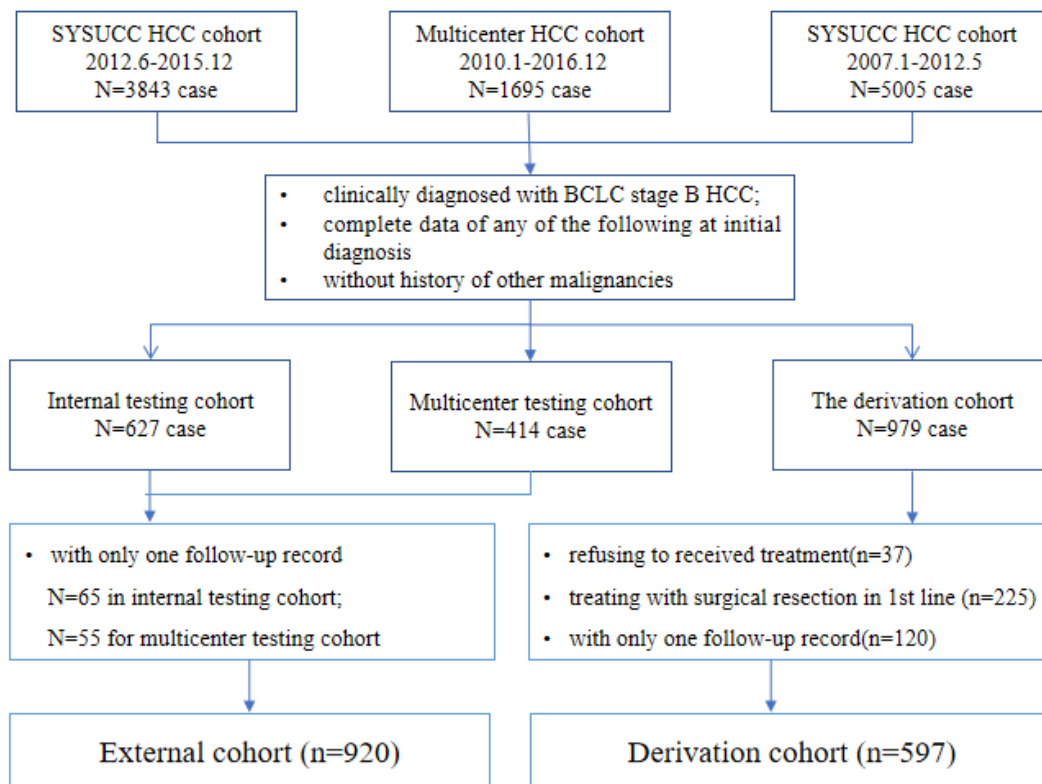 SYSUCC HCC cohort
2012.6-2015.12
N=3843 case
Multicenter HCC cohort
2010.1-2016.12
N=1695 case
SYSUCC HCC cohort
2007.1-2012.5
N=5005 case
• clinically diagnosed with BCLC stage B HCC;
• complete data of any of the following at initial
diagnosis
• without history of other malignancies
Internal testing cohort
N=627 case
Multicenter testing cohort
N=414 case
The derivation cohort
N=979 case
• with only one follow-up record
N=65 in internal testing cohort;
N=55 for multicenter testing cohort
• refusing to received treatment(n=37)
• treating with surgical resection in 1st line (n=225)
• with only one follow-up record(n=120)
External cohort (n=920)
Derivation cohort (n=597)